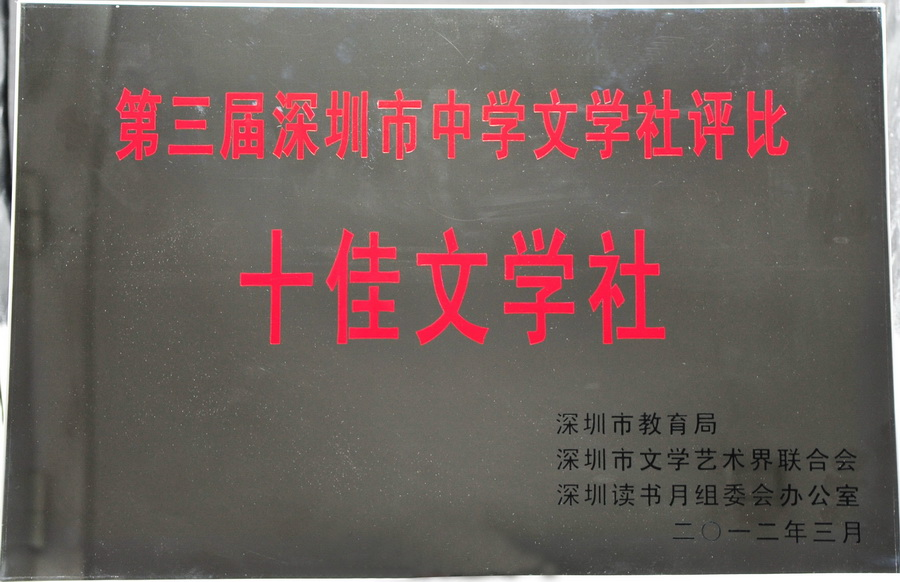 第三届深圳市中学文学社评比
十佳文学社
深圳市教育局
深圳市文学艺术界联合会
深圳读书月组委会办公室
二〇一二年三月